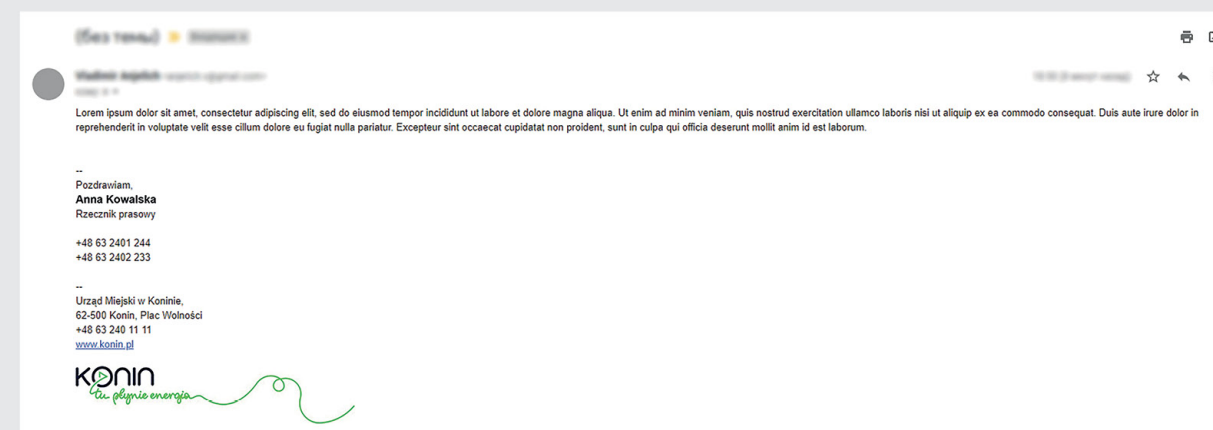 (без темы)
Lorem ipsum dolor sit amet, consectetur adipiscing elit, sed do eiusmod tempor incididunt ut labore et dolore magna aliqua. Ut enim ad minim veniam, quis nostrud exercitation ullamco laboris nisi ut aliquip ex ea commodo consequat. Duis aute irure dolor in
reprehenderit in voluptate velit esse cillum dolore eu fugiat nulla pariatur. Excepteur sint occaecat cupidatat non proident, sunt in culpa qui officia deserunt mollit anim id est laborum.
--
Pozdrawiam,
Anna Kowalska
Rzecznik prasowy
+48 63 2401 244
+48 63 2402 233
--
Urząd Miejski w Koninie,
62-500 Konin, Plac Wolności
+48 63 240 11 11
www.konin.pl
KONIN
tu płynie energia